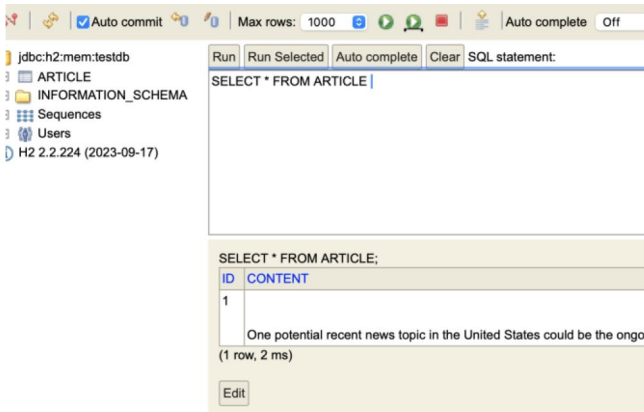 Auto commit Max rows: 1000 Auto complete Off
jdbc:h2:mem:testdb
ARTICLE
INFORMATION_SCHEMA
Sequences
Users
H2 2.2.224 (2023-09-17)
Run Run Selected Auto complete Clear SQL statement:
SELECT * FROM ARTICLE
SELECT * FROM ARTICLE;
ID CONTENT
1
One potential recent news topic in the United States could be the ongo
(1 row, 2 ms)
Edit